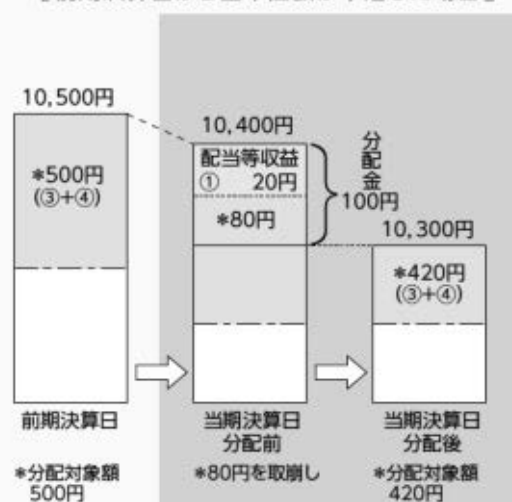 10,500円
*500円
(③+④)
10,400円
配当等収益
① 20円
*80円
分配金
100円
10,300円
*420円
(③+④)
前期決算日
当期決算日
分配前
当期決算日
分配後
*分配対象額
500円
*80円を取崩し
*分配対象額
420円